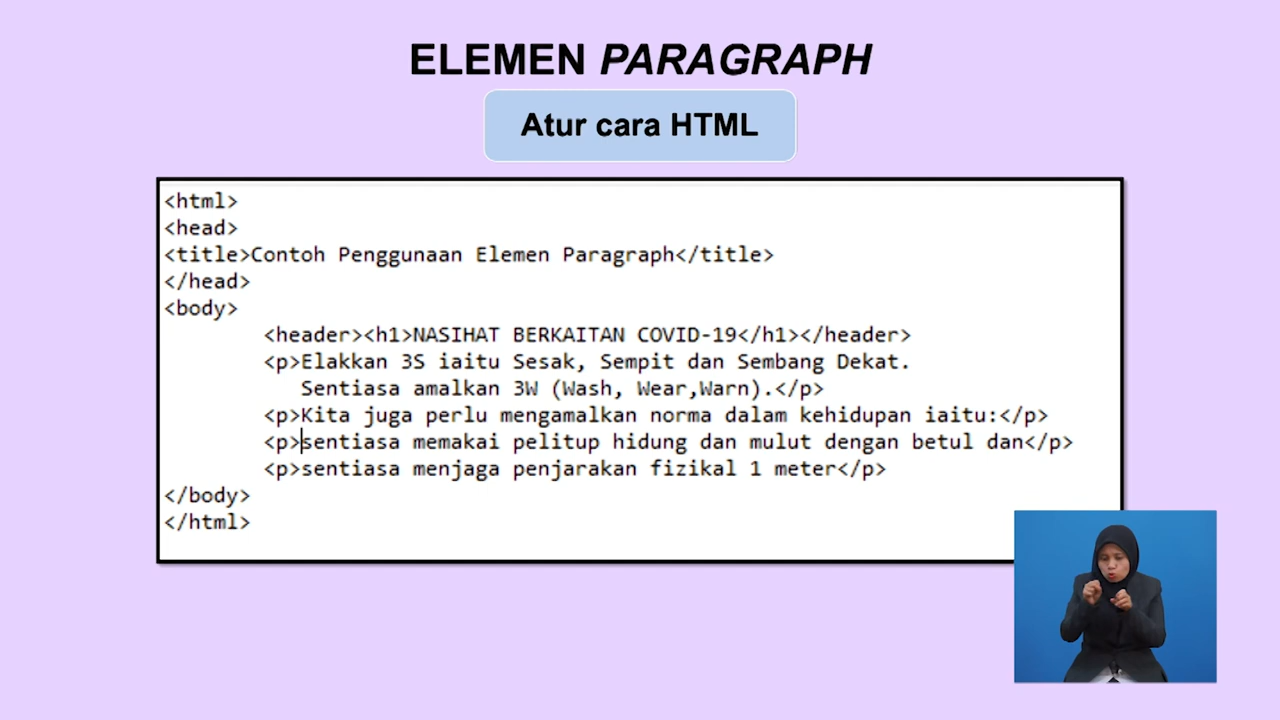 ELEMEN PARAGRAPH
Atur cara HTML
<html>
<head>
<title>Contoh Penggunaan Elemen Paragraph</title>
</head>
<body>
<header><h1>NASIHAT BERKAITAN COVID-19</h1></header>
<p>Elakkan 3S iaitu Sesak, Sempit dan Sembang Dekat.
Sentiasa amalkan 3W (Wash, Wear,Warn).</p>
<p>Kita juga perlu mengamalkan norma dalam kehidupan iaitu:</p>
<p>sentiasa memakai pelitup hidung dan mulut dengan betul dan</p>
<p>sentiasa menjaga penjarakan fizikal 1 meter</p>
</body>
</html>